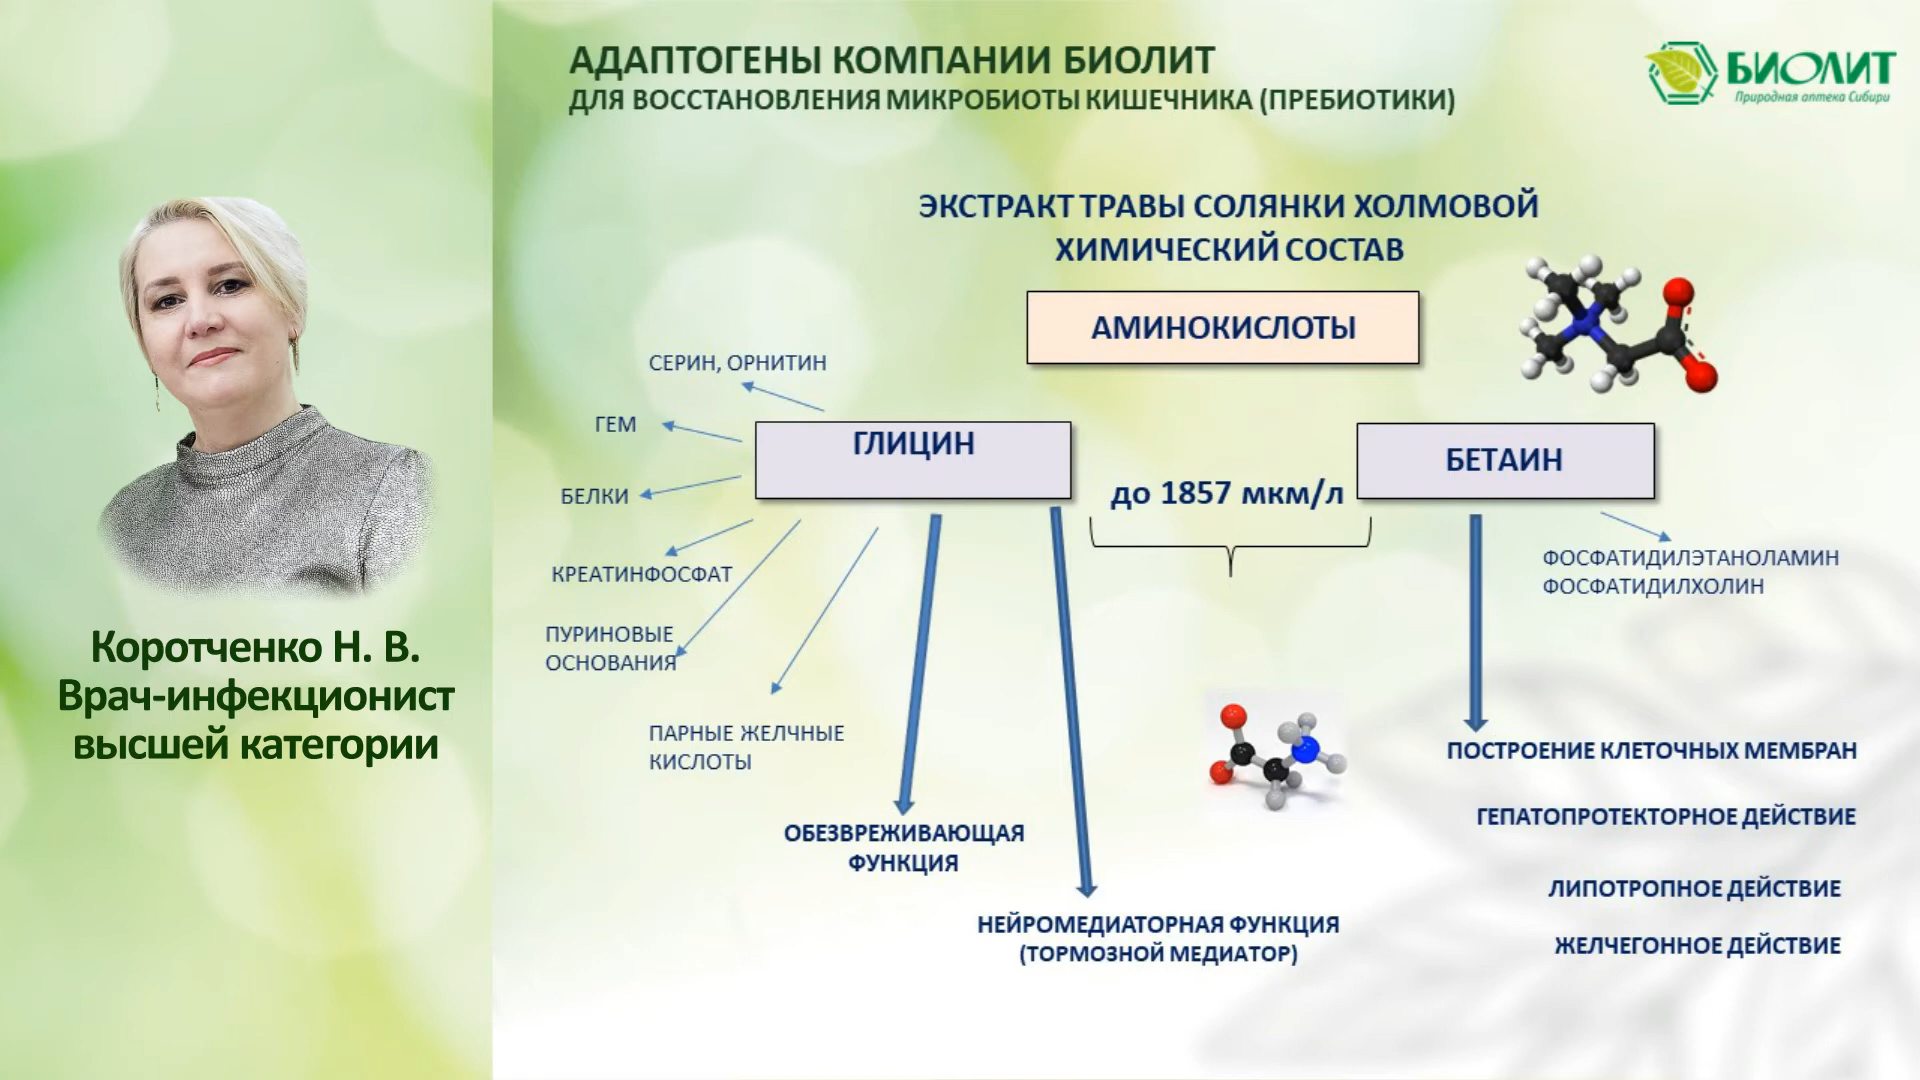 АДАПТОГЕНЫ КОМПАНИИ БИОЛИТ
ДЛЯ ВОССТАНОВЛЕНИЯ МИКРОБИОТЫ КИШЕЧНИКА (ПРЕБИОТИКИ)
БИОЛИТ
Природная аптека Сибири
ЭКСТРАКТ ТРАВЫ СОЛЯНКИ ХОЛМОВОЙ
ХИМИЧЕСКИЙ СОСТАВ
АМИНОКИСЛОТЫ
СЕРИН, ОРНИТИН
ГЕМ
БЕЛКИ
КРЕАТИНФОСФАТ
ПУРИНОВЫЕ
ОСНОВАНИЯ
ПАРНЫЕ ЖЕЛЧНЫЕ
КИСЛОТЫ
ГЛИЦИН
до 1857 мкм/л
БЕТАИН
ФОСФАТИДИЛЭТАНОЛАМИН
ФОСФАТИДИЛХОЛИН
ОБЕЗВРЕЖИВАЮЩАЯ
ФУНКЦИЯ
НЕЙРОМЕДИАТОРНАЯ ФУНКЦИЯ
(ТОРМОЗНОЙ МЕДИАТОР)
ПОСТРОЕНИЕ КЛЕТОЧНЫХ МЕМБРАН
ГЕПАТОПРОТЕКТОРНОЕ ДЕЙСТВИЕ
ЛИПОТРОПНОЕ ДЕЙСТВИЕ
ЖЕЛЧЕГОННОЕ ДЕЙСТВИЕ
Коротченко Н. В.
Врач-инфекционист
высшей категории